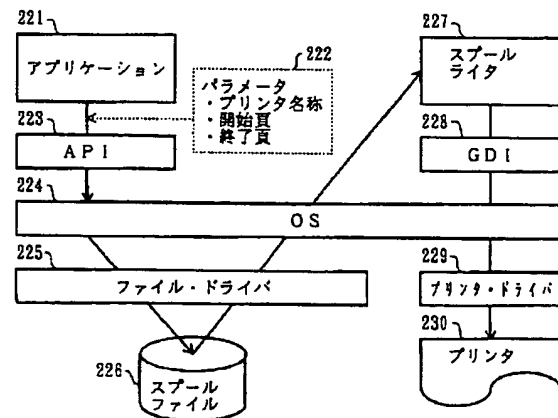 221
アプリケーション
222
パラメータ
・プリンタ名称
・開始頁
・終了頁
223
API
224
OS
225
ファイル・ドライバ
226
スプール
ファイル
227
スプール
ライタ
228
GDI
229
プリンタ・ドライバ
230
プリンタ